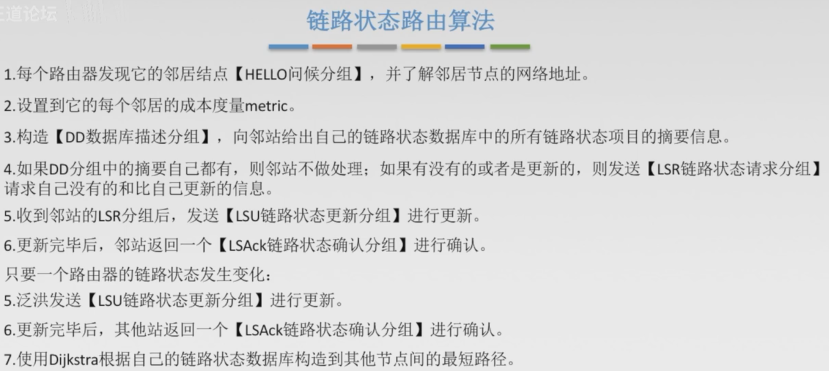 王道论坛
链路状态路由算法
1.每个路由器发现它的邻居结点【HELLO问候分组】，并了解邻居节点的网络地址。
2.设置到它的每个邻居的成本度量metric。
3.构造【DD数据库描述分组】，向邻站给出自己的链路状态数据库中的所有链路状态项目的摘要信息。
4.如果DD分组中的摘要自己都有，则邻站不做处理；如果有没有的或者是更新的，则发送【LSR链路状态请求分组】
请求自己没有的和比自己更新的信息。
5.收到邻站的LSR分组后，发送【LSU链路状态更新分组】进行更新。
6.更新完毕后，邻站返回一个【LSAck链路状态确认分组】进行确认。
只要一个路由器的链路状态发生变化：
5.泛洪发送【LSU链路状态更新分组】进行更新。
6.更新完毕后，其他站返回一个【LSAck链路状态确认分组】进行确认。
7.使用Dijkstra根据自己的链路状态数据库构造到其他节点间的最短路径。